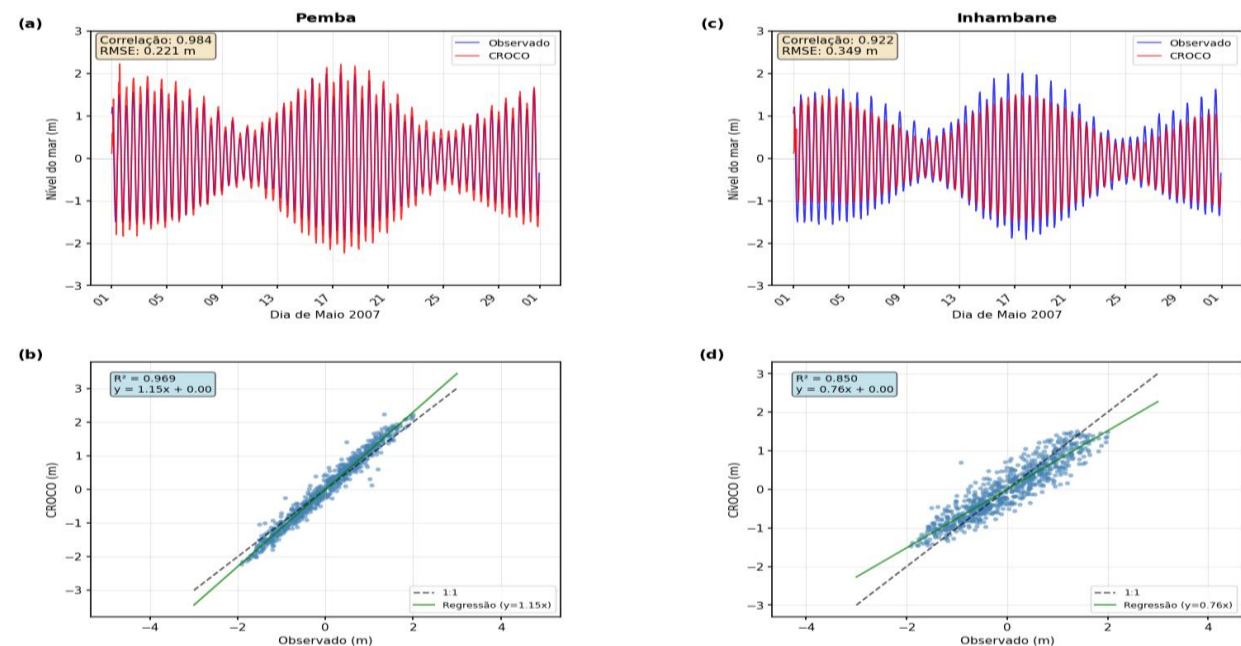 (a)
Pemba
Correlação: 0.984
RMSE: 0.221 m
Observado
CROCO
3
2
1
0
−1
−2
−3
Nível do mar (m)
01
05
09
13
17
21
25
29
01
Dia de Maio 2007
(c)
Inhambane
Correlação: 0.922
RMSE: 0.349 m
Observado
CROCO
3
2
1
0
−1
−2
−3
Nível do mar (m)
01
05
09
13
17
21
25
29
01
Dia de Maio 2007
(b)
R² = 0.969
y = 1.15x + 0.00
3
2
1
0
−1
−2
−3
CROCO (m)
1:1
Regressão (y=1.15x)
−4
−2
0
2
4
Observado (m)
(d)
R² = 0.850
y = 0.76x + 0.00
3
2
1
0
−1
−2
−3
CROCO (m)
1:1
Regressão (y=0.76x)
−4
−2
0
2
4
Observado (m)